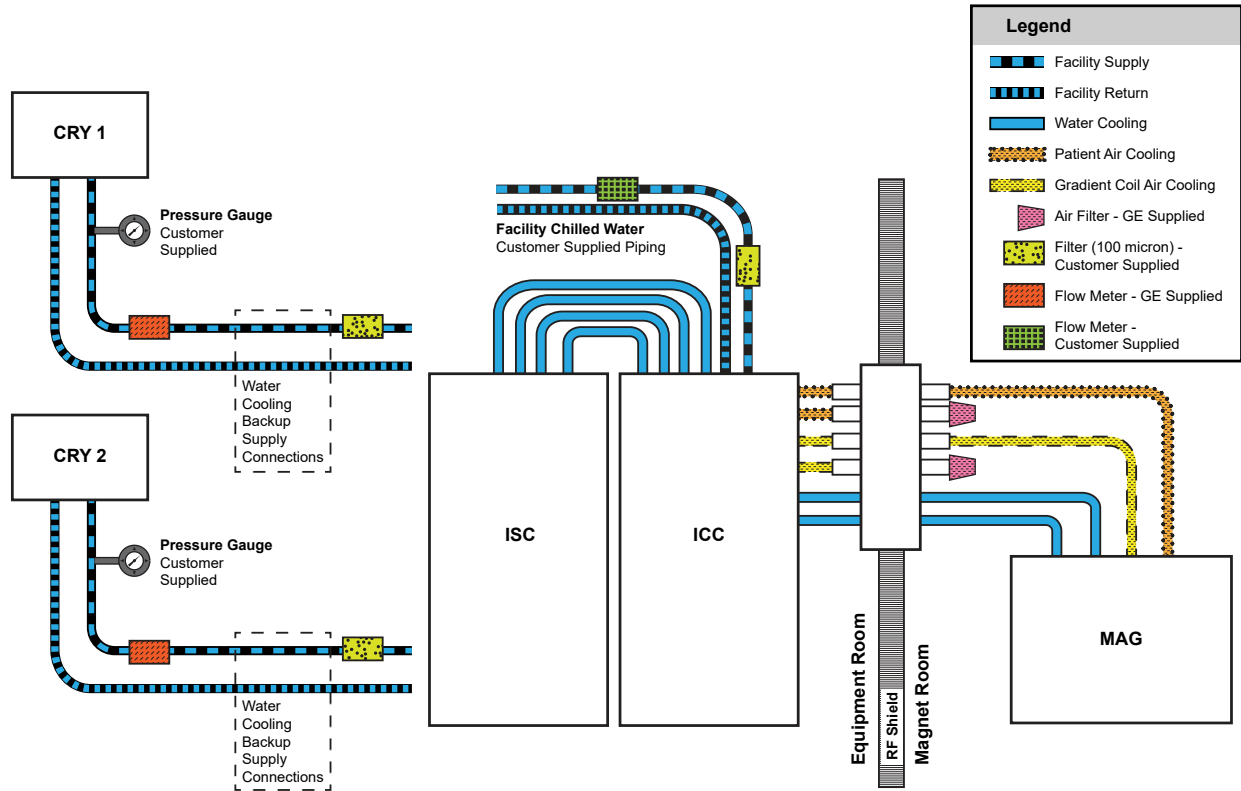 Legend
Facility Supply
Facility Return
Water Cooling
Patient Air Cooling
Gradient Coil Air Cooling
Air Filter - GE Supplied
Filter (100 micron) -
Customer Supplied
Flow Meter - GE Supplied
Flow Meter -
Customer Supplied
CRY 1
Pressure Gauge
Customer
Supplied
Water
Cooling
Backup
Supply
Connections
Facility Chilled Water
Customer Supplied Piping
CRY 2
Pressure Gauge
Customer
Supplied
Water
Cooling
Backup
Supply
Connections
ISC
ICC
Equipment Room
RF Shield
Magnet Room
MAG